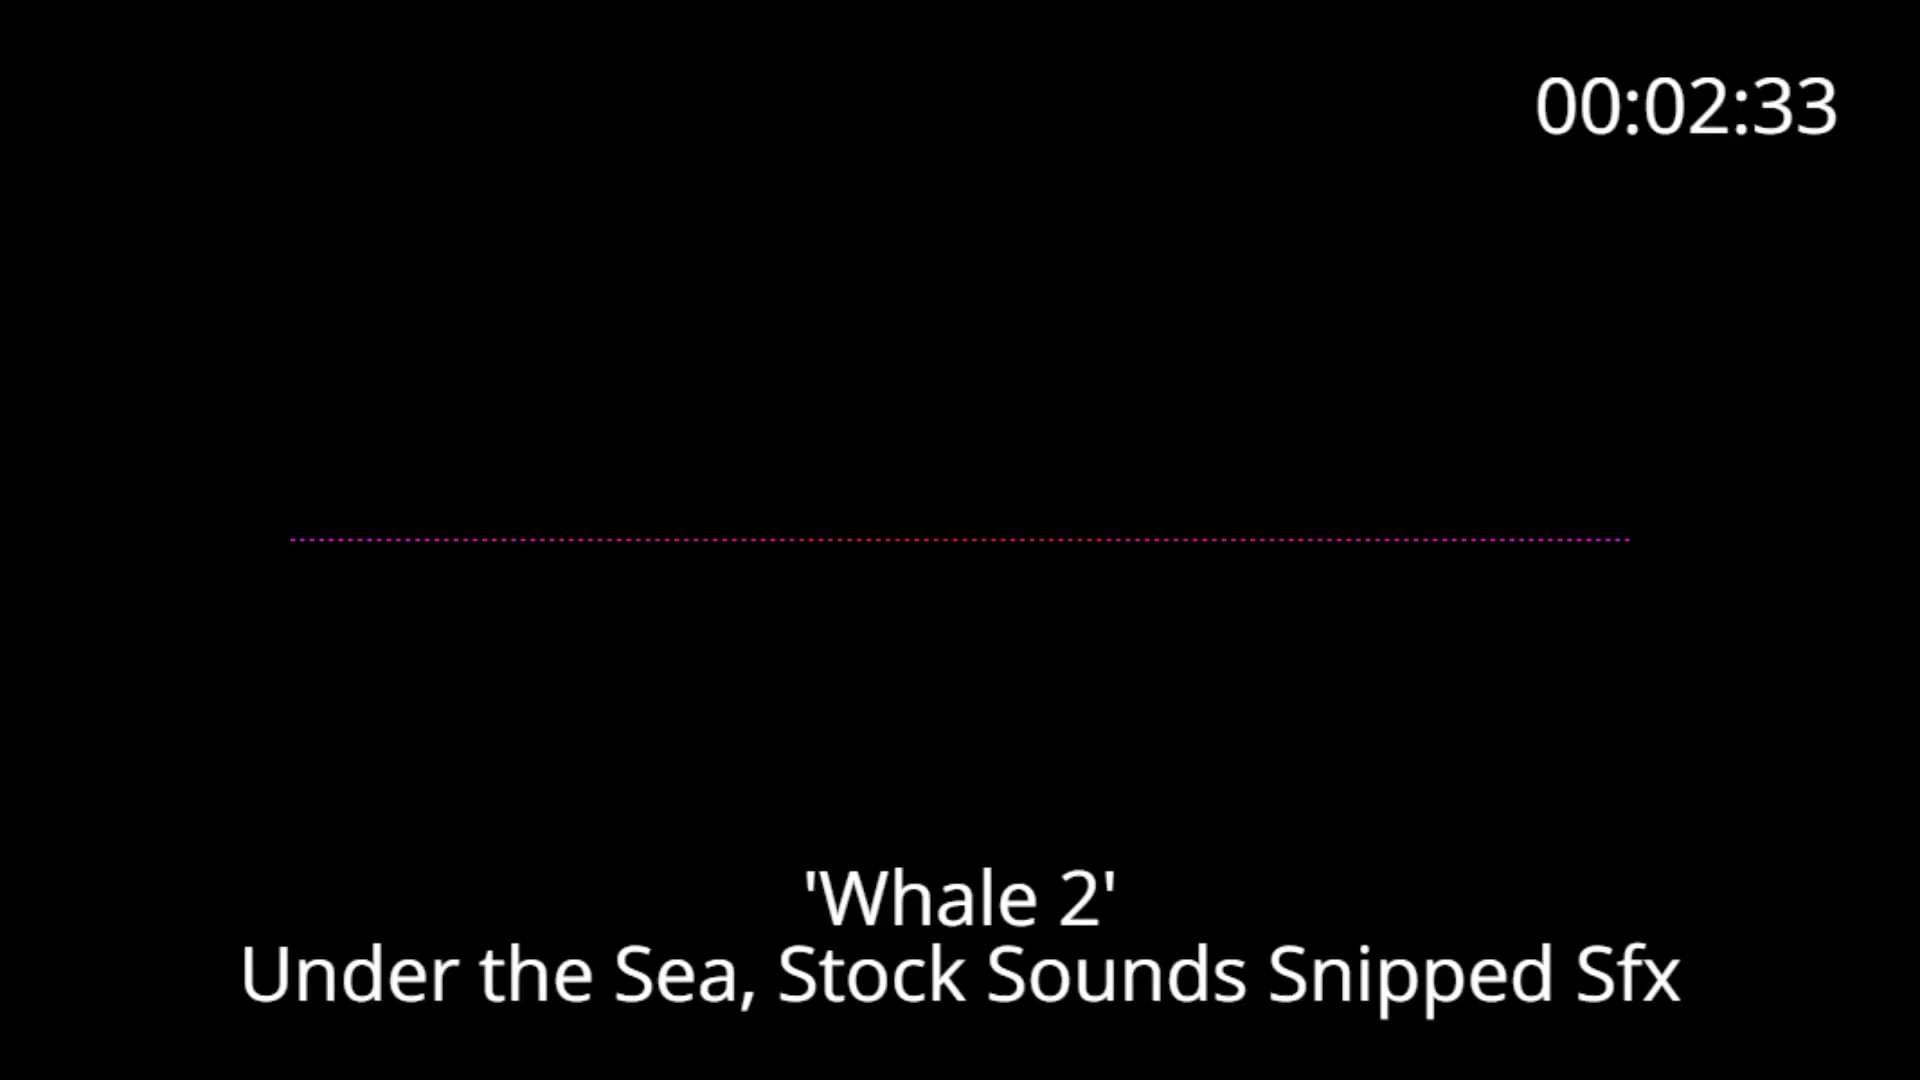 00:02:33
'Whale 2'
Under the Sea, Stock Sounds Snipped Sfx